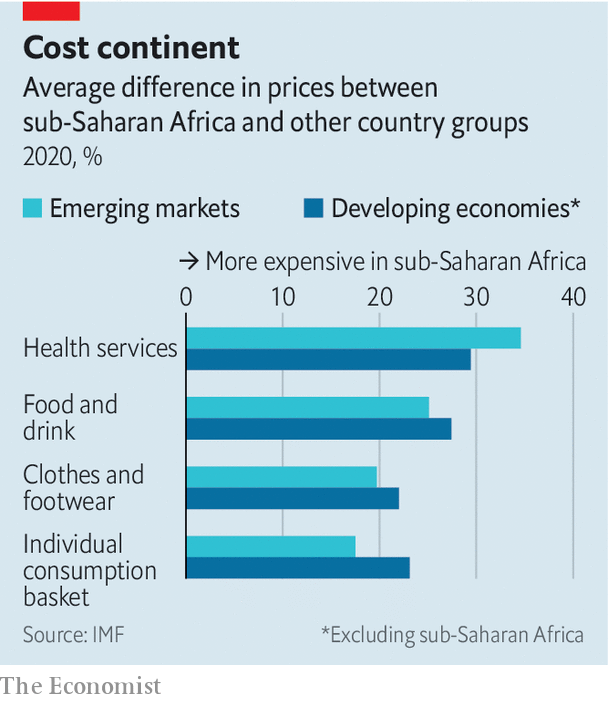 Cost continent
Average difference in prices between
sub-Saharan Africa and other country groups
2020, %
Emerging markets
Developing economies*
→ More expensive in sub-Saharan Africa
0 10 20 30 40
Health services
Food and
drink
Clothes and
footwear
Individual
consumption
basket
Source: IMF
*Excluding sub-Saharan Africa
The Economist